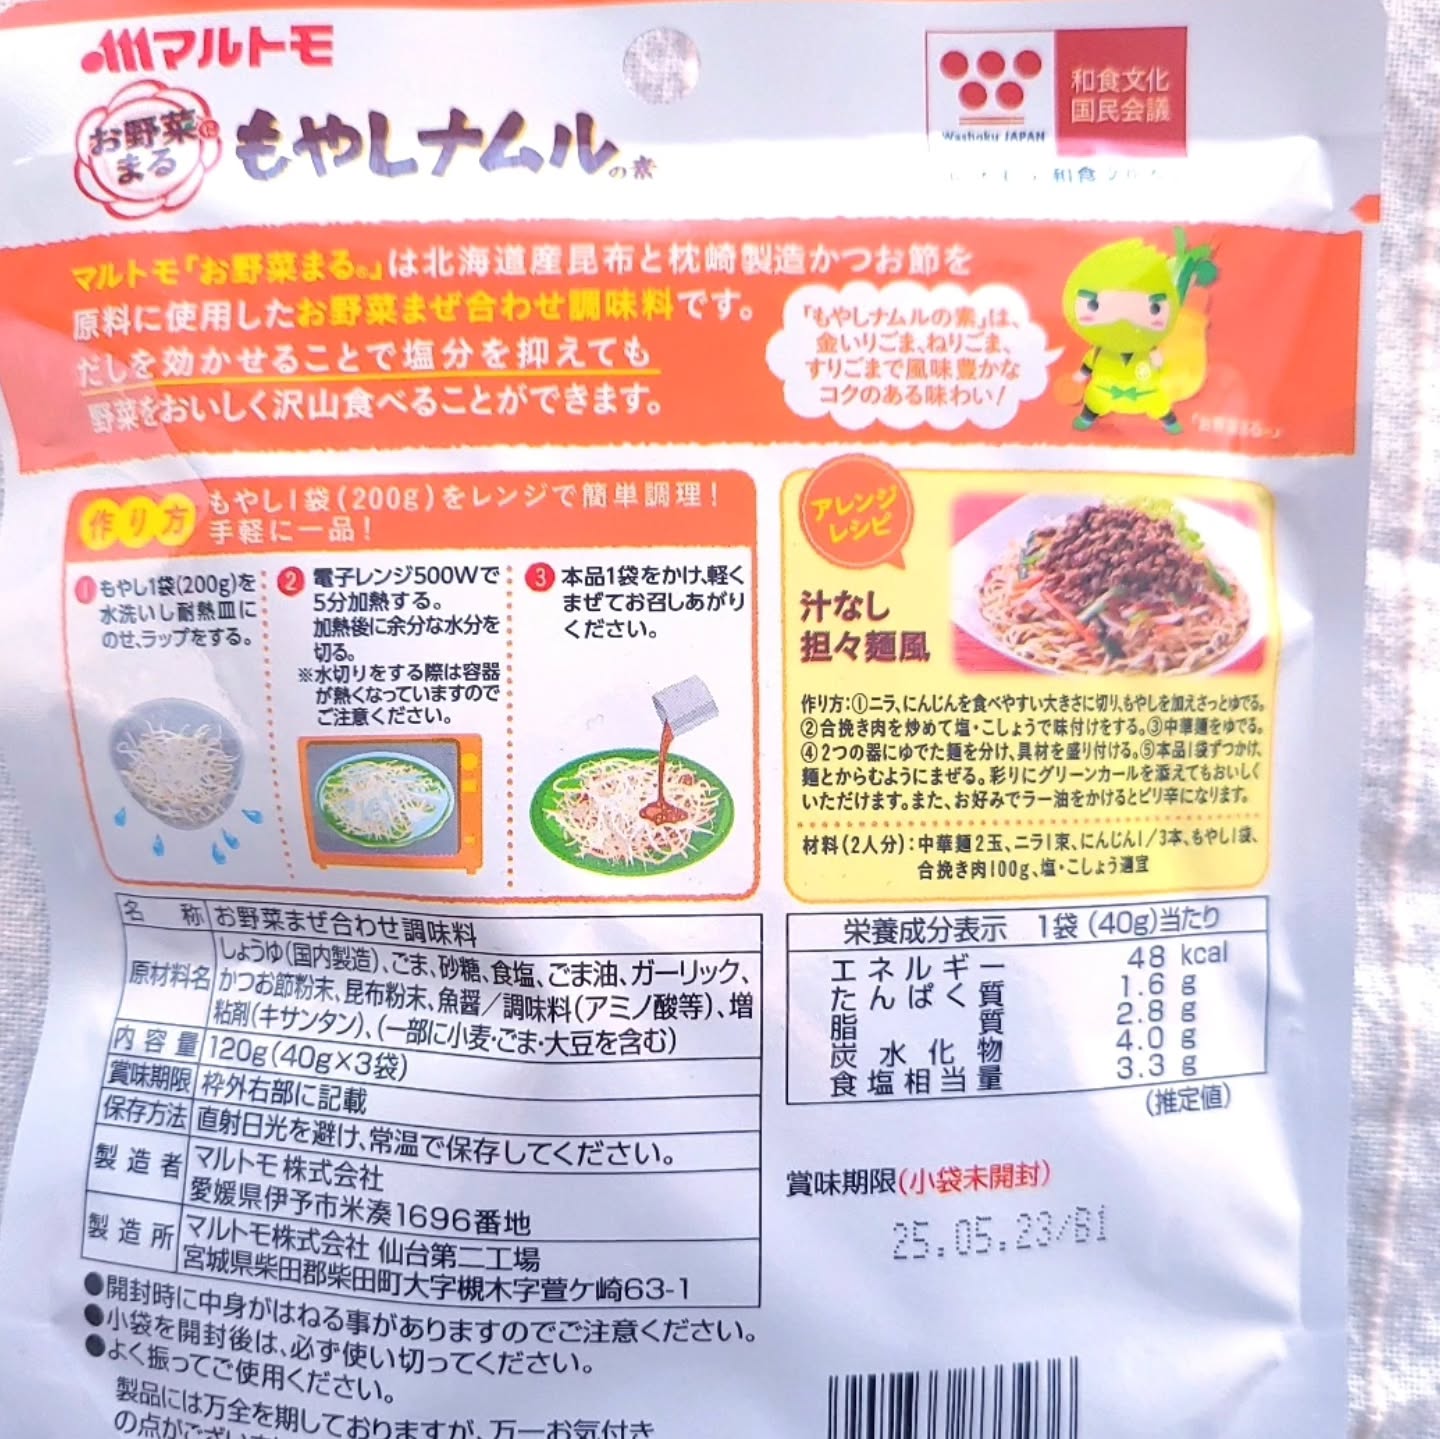 マルトモ
お野菜に
まる
もやしナムルの素
Washoku JAPAN
和食文化
国民会議
マルトモ「お野菜まる®」は北海道産昆布と枕崎製造かつお節を
原料に使用したお野菜まぜ合わせ調味料です。
だしを効かせることで塩分を抑えても
野菜をおいしく沢山食べることができます。
「もやしナムルの素」は、
金いりごま、ねりごま、
すりごまで風味豊かな
コクのある味わい!
作り方
もやし1袋(200g)をレンジで簡単調理!
手軽に一品!
1 もやし1袋(200g)を
水洗いし耐熱皿に
のせ、ラップをする。
2 電子レンジ500Wで
5分加熱する。
加熱後に余分な水分を
切る。
※水切りをする際は容器
が熱くなっていますので
ご注意ください。
3 本品1袋をかけ、軽く
まぜてお召しあがり
ください。
アレンジ
レシピ
汁なし
担々麺風
作り方:①ニラ、にんじんを食べやすい大きさに切り、もやしを加えさっとゆでる。
②合挽き肉を炒めて塩・こしょうで味付けをする。③中華麺をゆでる。
④2つの器にゆでた麺を分け、具材を盛り付ける。⑤本品1袋ずつかけ、
麺とからむようにまぜる。彩りにグリーンカールを添えてもおいしく
いただけます。また、お好みでラー油をかけるとピリ辛になります。
材料(2人分):中華麺2玉、ニラ1束、にんじん1/3本、もやし1袋、
合挽き肉100g、塩・こしょう適宜
名 称 お野菜まぜ合わせ調味料
原材料名 しょうゆ(国内製造)、ごま、砂糖、食塩、ごま油、ガーリック、
かつお節粉末、昆布粉末、魚醤/調味料(アミノ酸等)、増
粘剤(キサンタン)、(一部に小麦・ごま・大豆を含む)
内容量 120g(40g×3袋)
賞味期限 枠外右部に記載
保存方法 直射日光を避け、常温で保存してください。
製造者 マルトモ株式会社
愛媛県伊予市米湊1696番地
製造所 マルトモ株式会社 仙台第二工場
宮城県柴田郡柴田町大字槻木字萱ケ崎63-1
●開封時に中身がはねる事がありますのでご注意ください。
●小袋を開封後は、必ず使い切ってください。
●よく振ってご使用ください。
製品には万全を期しておりますが、万一お気付き
の点がござい
栄養成分表示 1袋(40g)当たり
エネルギー 48 kcal
たんぱく質 1.6 g
脂質 2.8 g
炭水化物 4.0 g
食塩相当量 3.3 g
(推定値)
賞味期限(小袋未開封)
25.05.23/B1